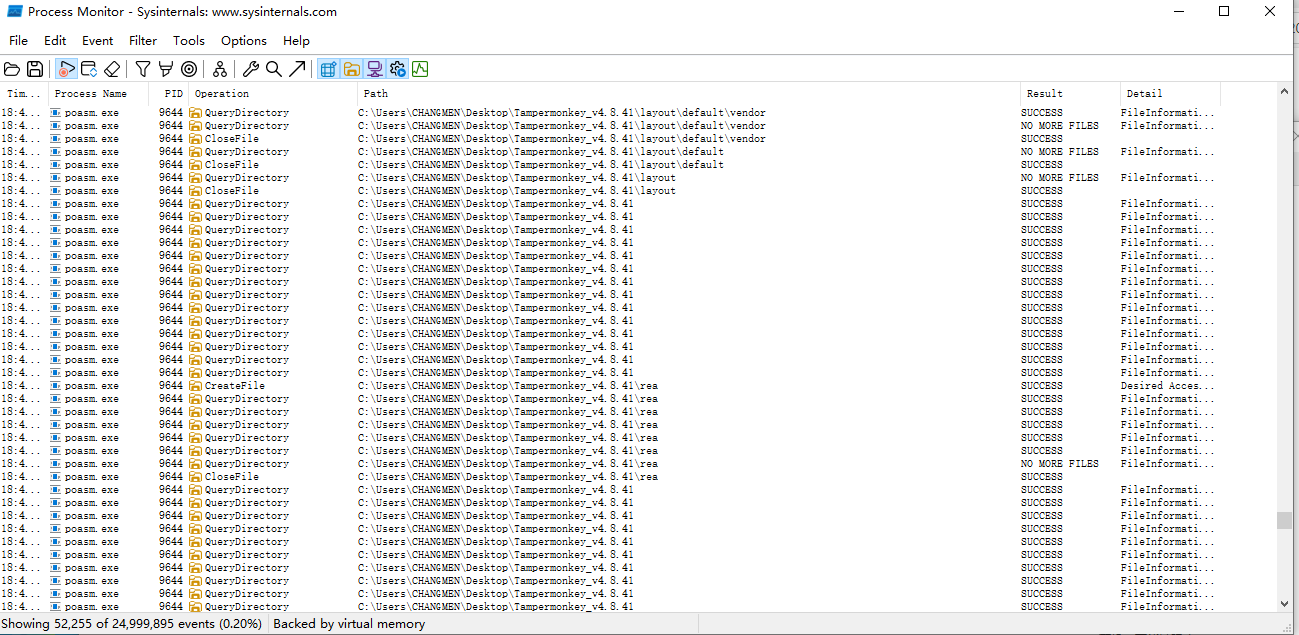 Process Monitor - Sysinternals: www.sysinternals.com
File Edit Event Filter Tools Options Help
Tim... Process Name PID Operation Path Result Detail
18:4... poasm.exe 9644 QueryDirectory C:\Users\CHANGMEN\Desktop\Tampermonkey_v4.8.41\layout\default\vendor SUCCESS FileInformati...
18:4... poasm.exe 9644 QueryDirectory C:\Users\CHANGMEN\Desktop\Tampermonkey_v4.8.41\layout\default\vendor NO MORE FILES FileInformati...
18:4... poasm.exe 9644 CloseFile C:\Users\CHANGMEN\Desktop\Tampermonkey_v4.8.41\layout\default\vendor SUCCESS
18:4... poasm.exe 9644 QueryDirectory C:\Users\CHANGMEN\Desktop\Tampermonkey_v4.8.41\layout\default NO MORE FILES FileInformati...
18:4... poasm.exe 9644 CloseFile C:\Users\CHANGMEN\Desktop\Tampermonkey_v4.8.41\layout\default SUCCESS
18:4... poasm.exe 9644 QueryDirectory C:\Users\CHANGMEN\Desktop\Tampermonkey_v4.8.41\layout NO MORE FILES FileInformati...
18:4... poasm.exe 9644 CloseFile C:\Users\CHANGMEN\Desktop\Tampermonkey_v4.8.41\layout SUCCESS
18:4... poasm.exe 9644 QueryDirectory C:\Users\CHANGMEN\Desktop\Tampermonkey_v4.8.41 SUCCESS FileInformati...
18:4... poasm.exe 9644 QueryDirectory C:\Users\CHANGMEN\Desktop\Tampermonkey_v4.8.41 SUCCESS FileInformati...
18:4... poasm.exe 9644 QueryDirectory C:\Users\CHANGMEN\Desktop\Tampermonkey_v4.8.41 SUCCESS FileInformati...
18:4... poasm.exe 9644 QueryDirectory C:\Users\CHANGMEN\Desktop\Tampermonkey_v4.8.41 SUCCESS FileInformati...
18:4... poasm.exe 9644 QueryDirectory C:\Users\CHANGMEN\Desktop\Tampermonkey_v4.8.41 SUCCESS FileInformati...
18:4... poasm.exe 9644 QueryDirectory C:\Users\CHANGMEN\Desktop\Tampermonkey_v4.8.41 SUCCESS FileInformati...
18:4... poasm.exe 9644 QueryDirectory C:\Users\CHANGMEN\Desktop\Tampermonkey_v4.8.41 SUCCESS FileInformati...
18:4... poasm.exe 9644 QueryDirectory C:\Users\CHANGMEN\Desktop\Tampermonkey_v4.8.41 SUCCESS FileInformati...
18:4... poasm.exe 9644 QueryDirectory C:\Users\CHANGMEN\Desktop\Tampermonkey_v4.8.41 SUCCESS FileInformati...
18:4... poasm.exe 9644 QueryDirectory C:\Users\CHANGMEN\Desktop\Tampermonkey_v4.8.41 SUCCESS FileInformati...
18:4... poasm.exe 9644 QueryDirectory C:\Users\CHANGMEN\Desktop\Tampermonkey_v4.8.41 SUCCESS FileInformati...
18:4... poasm.exe 9644 QueryDirectory C:\Users\CHANGMEN\Desktop\Tampermonkey_v4.8.41 SUCCESS FileInformati...
18:4... poasm.exe 9644 QueryDirectory C:\Users\CHANGMEN\Desktop\Tampermonkey_v4.8.41 SUCCESS FileInformati...
18:4... poasm.exe 9644 QueryDirectory C:\Users\CHANGMEN\Desktop\Tampermonkey_v4.8.41 SUCCESS FileInformati...
18:4... poasm.exe 9644 CreateFile C:\Users\CHANGMEN\Desktop\Tampermonkey_v4.8.41\rea SUCCESS Desired Acces...
18:4... poasm.exe 9644 QueryDirectory C:\Users\CHANGMEN\Desktop\Tampermonkey_v4.8.41\rea SUCCESS FileInformati...
18:4... poasm.exe 9644 QueryDirectory C:\Users\CHANGMEN\Desktop\Tampermonkey_v4.8.41\rea SUCCESS FileInformati...
18:4... poasm.exe 9644 QueryDirectory C:\Users\CHANGMEN\Desktop\Tampermonkey_v4.8.41\rea SUCCESS FileInformati...
18:4... poasm.exe 9644 QueryDirectory C:\Users\CHANGMEN\Desktop\Tampermonkey_v4.8.41\rea SUCCESS FileInformati...
18:4... poasm.exe 9644 QueryDirectory C:\Users\CHANGMEN\Desktop\Tampermonkey_v4.8.41\rea SUCCESS FileInformati...
18:4... poasm.exe 9644 QueryDirectory C:\Users\CHANGMEN\Desktop\Tampermonkey_v4.8.41\rea NO MORE FILES FileInformati...
18:4... poasm.exe 9644 CloseFile C:\Users\CHANGMEN\Desktop\Tampermonkey_v4.8.41\rea SUCCESS
18:4... poasm.exe 9644 QueryDirectory C:\Users\CHANGMEN\Desktop\Tampermonkey_v4.8.41 SUCCESS FileInformati...
18:4... poasm.exe 9644 QueryDirectory C:\Users\CHANGMEN\Desktop\Tampermonkey_v4.8.41 SUCCESS FileInformati...
18:4... poasm.exe 9644 QueryDirectory C:\Users\CHANGMEN\Desktop\Tampermonkey_v4.8.41 SUCCESS FileInformati...
18:4... poasm.exe 9644 QueryDirectory C:\Users\CHANGMEN\Desktop\Tampermonkey_v4.8.41 SUCCESS FileInformati...
18:4... poasm.exe 9644 QueryDirectory C:\Users\CHANGMEN\Desktop\Tampermonkey_v4.8.41 SUCCESS FileInformati...
18:4... poasm.exe 9644 QueryDirectory C:\Users\CHANGMEN\Desktop\Tampermonkey_v4.8.41 SUCCESS FileInformati...
18:4... poasm.exe 9644 QueryDirectory C:\Users\CHANGMEN\Desktop\Tampermonkey_v4.8.41 SUCCESS FileInformati...
18:4... poasm.exe 9644 QueryDirectory C:\Users\CHANGMEN\Desktop\Tampermonkey_v4.8.41 SUCCESS FileInformati...
18:4... poasm.exe 9644 QueryDirectory C:\Users\CHANGMEN\Desktop\Tampermonkey_v4.8.41 SUCCESS FileInformati...
18:4... poasm.exe 9644 QueryDirectory C:\Users\CHANGMEN\Desktop\Tampermonkey_v4.8.41 SUCCESS FileInformati...
Showing 52,255 of 24,999,895 events (0.20%) Backed by virtual memory